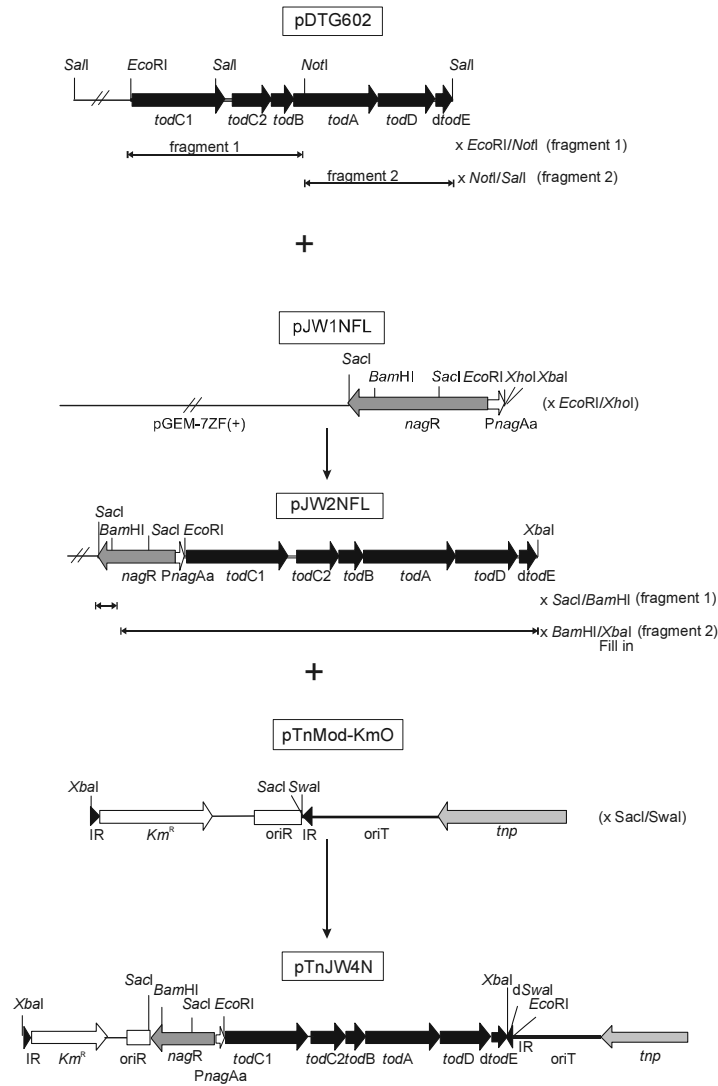 pDTG602
SalI EcoRI SalI NotI SalI
todC1 todC2 todB todA todD dtodE
fragment 1 x EcoRI/NotI (fragment 1)
fragment 2 x NotI/SalI (fragment 2)
+
pJW1NFL
SacI
BamHI SacI EcoRI XhoI XbaI
(x EcoRI/XhoI)
pGEM-7ZF(+) nagR PnagAa
pJW2NFL
SacI
BamHI SacI EcoRI XbaI
nagR PnagAa todC1 todC2 todB todA todD dtodE
x SacI/BamHI (fragment 1)
x BamHI/XbaI (fragment 2)
Fill in
+
pTnMod-KmO
XbaI SacI SwaI
(x SacI/SwaI)
IR Kmᴿ oriR IR oriT tnp
pTnJW4N
XbaI SacI BamHI SacI EcoRI XbaI dSwaI EcoRI
IR Kmᴿ oriR nagR todC1 todC2 todB todA todD dtodE IR oriT tnp
PnagAa